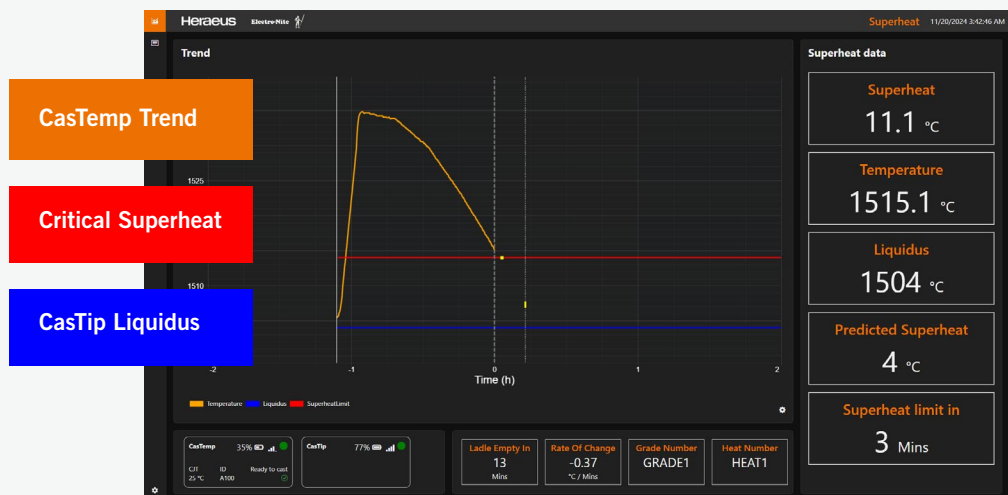 Heraeus Electro-Nite
Superheat 11/20/2024 3:42:46 AM
Trend
CasTemp Trend
Critical Superheat
CasTip Liquidus
1525
1510
-2 -1 0 1 2
Time (h)
Temperature Liquidus SuperheatLimit
Superheat data
Superheat
11.1 °C
Temperature
1515.1 °C
Liquidus
1504 °C
Predicted Superheat
4 °C
Superheat limit in
3 Mins
CasTemp 35%
CJT ID Ready to cast
25 °C A100
CasTip 77%
Ladle Empty In
13
Mins
Rate Of Change
-0.37
°C / Mins
Grade Number
GRADE1
Heat Number
HEAT1